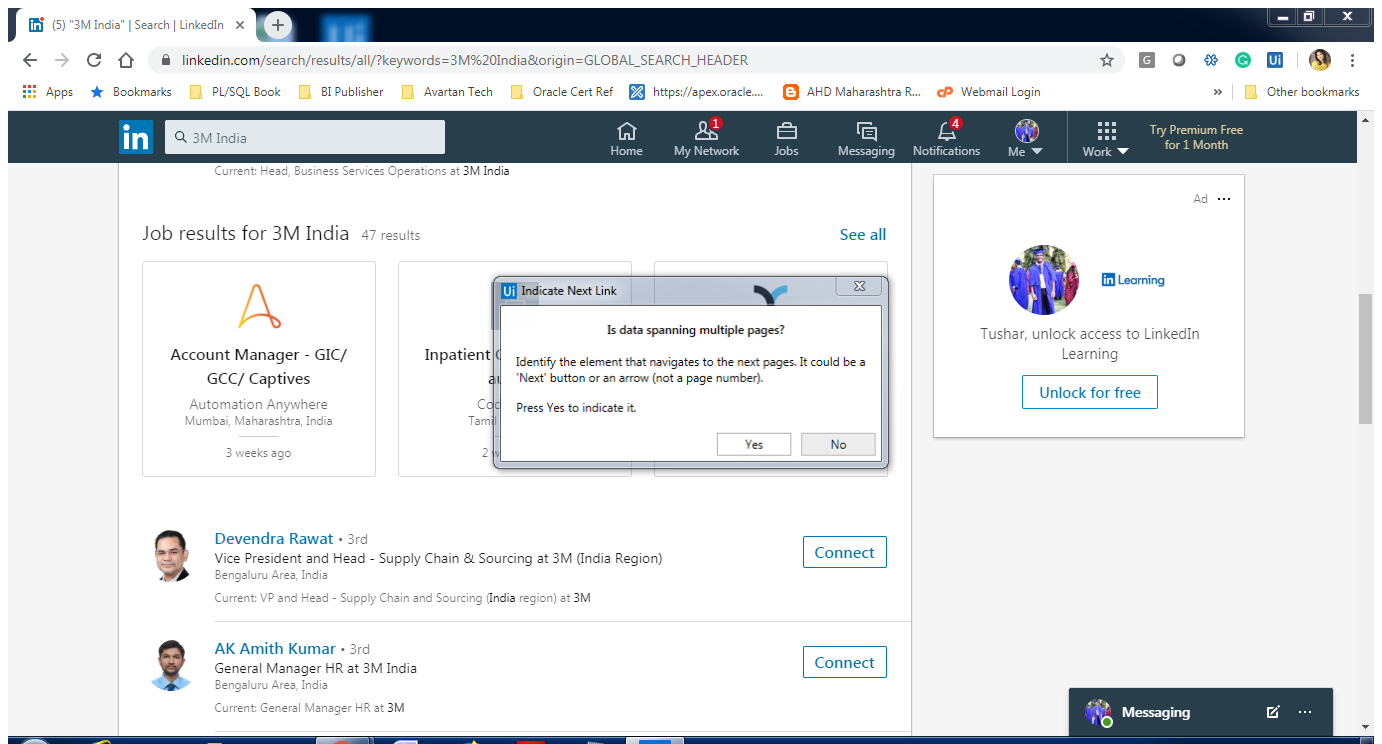 (5) "3M India" | Search | LinkedIn
linkedin.com/search/results/all/?keywords=3M%20India&origin=GLOBAL_SEARCH_HEADER
Apps Bookmarks PL/SQL Book BI Publisher Avartan Tech Oracle Cert Ref https://apex.oracle.... AHD Maharashtra R... Webmail Login » Other bookmarks
in 3M India
Home My Network 1 Jobs Messaging Notifications 4 Me Work
Try Premium Free
for 1 Month
Current: Head, Business Services Operations at 3M India
Job results for 3M India 47 results See all
Account Manager - GIC/
GCC/ Captives
Automation Anywhere
Mumbai, Maharashtra, India
3 weeks ago
Inpatient
Tamil
2
Ui Indicate Next Link
Is data spanning multiple pages?
Identify the element that navigates to the next pages. It could be a
'Next' button or an arrow (not a page number).
Press Yes to indicate it.
Yes No
Ad
in Learning
Tushar, unlock access to LinkedIn
Learning
Unlock for free
Devendra Rawat • 3rd
Vice President and Head - Supply Chain & Sourcing at 3M (India Region)
Bengaluru Area, India
Current: VP and Head - Supply Chain and Sourcing (India region) at 3M
Connect
AK Amith Kumar • 3rd
General Manager HR at 3M India
Bengaluru Area, India
Current: General Manager HR at 3M
Connect
Messaging